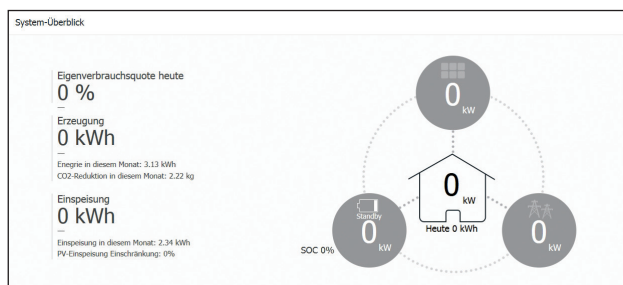 System-Überblick
Eigenverbrauchsquote heute
0 %
Erzeugung
0 kWh
Enegrie in diesem Monat: 3.13 kWh
CO2-Reduktion in diesem Monat: 2.22 kg
Einspeisung
0 kWh
Einspeisung in diesem Monat: 2.34 kWh
PV-Einspeisung Einschränkung: 0%
0
kW
0
kW
Heute 0 kWh
Standby
0
kW
SOC 0%
0
kW